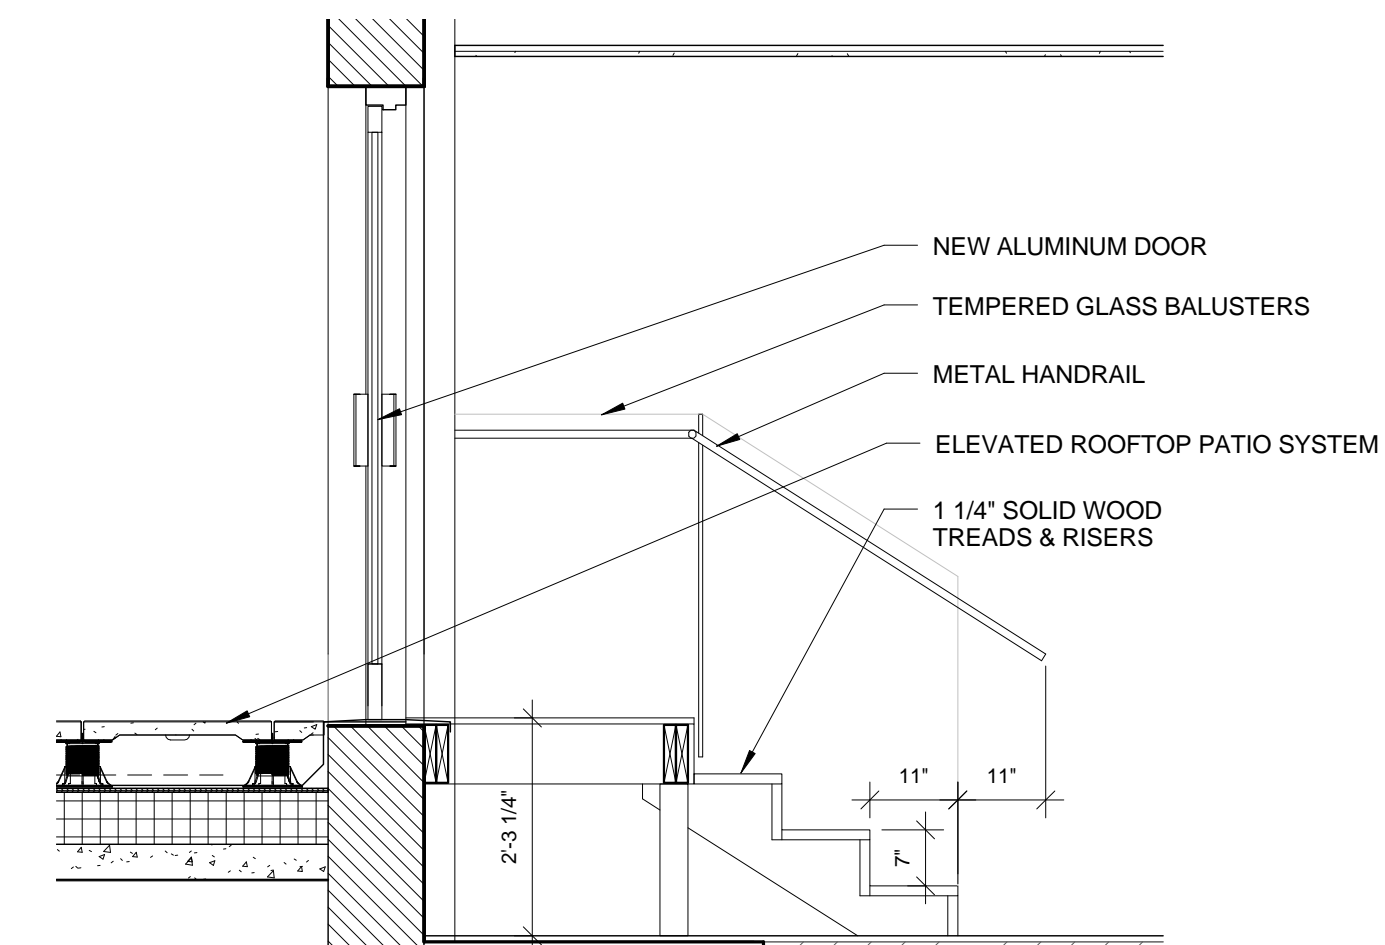 NEW ALUMINUM DOOR
TEMPERED GLASS BALUSTERS
METAL HANDRAIL
ELEVATED ROOFTOP PATIO SYSTEM
1 1/4" SOLID WOOD
TREADS & RISERS
11"
11"
7"
2'-3 1/4"